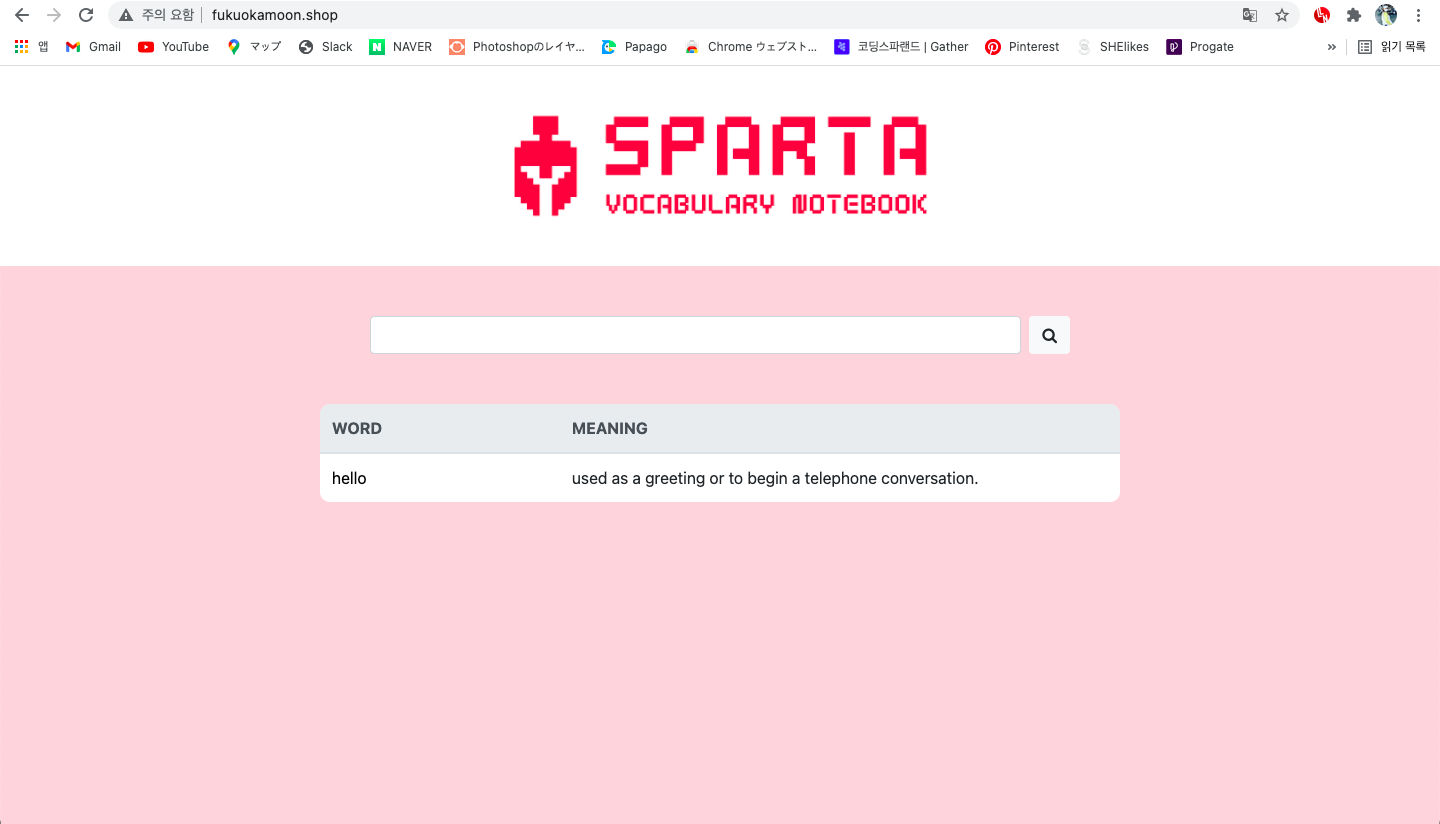 주의 요함 fukuokamoon.shop
앱 Gmail YouTube マップ Slack NAVER Photoshopのレイヤ... Papago Chrome ウェブスト... 코딩스파랜드 | Gather Pinterest SHElikes Progate » 읽기 목록
SPARTA
VOCABULARY NOTEBOOK
WORD MEANING
hello used as a greeting or to begin a telephone conversation.